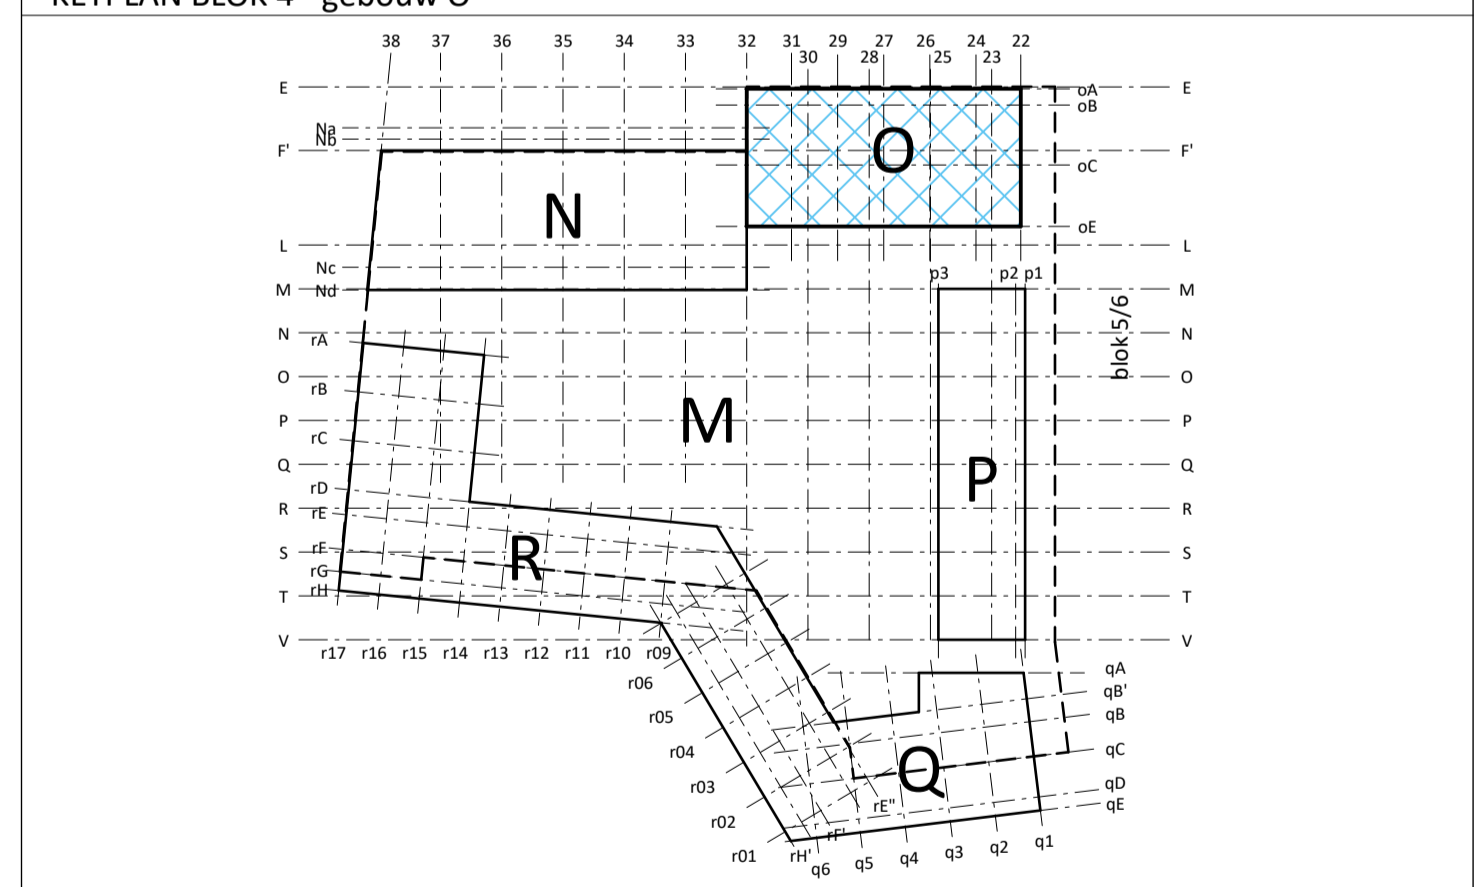 KEYPLAN BLOK 4 - gebouw O
38 37 36 35 34 33 32 31 29 27 26 24 22
30 28 25 23
E oA E
oB
Na
Nb
F' O F'
oC
N
oE
L L
Nc p3 p2 p1
M Nd M
blok 5/6
N N
rA
O O
rB
P M P
rC
Q Q
P
rD
R R
rE
rF S R S
rG
rH T T
V V
r17 r16 r15 r14 r13 r12 r11 r10 r09
qA
r06
qB'
r05 qB
r04 qC
Q
r03 qD
rE" qE
r02
rF'
r01 rH' q6 q5 q4 q3 q2 q1